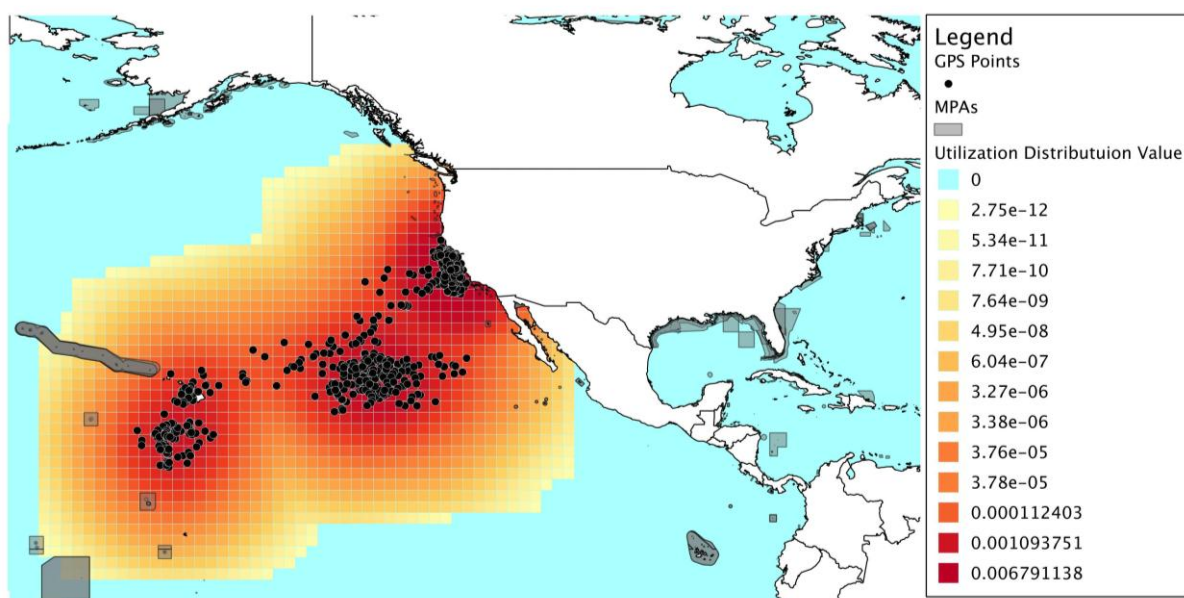 Legend
GPS Points
MPAs
Utilization Distributuion Value
0
2.75e-12
5.34e-11
7.71e-10
7.64e-09
4.95e-08
6.04e-07
3.27e-06
3.38e-06
3.76e-05
3.78e-05
0.000112403
0.001093751
0.006791138